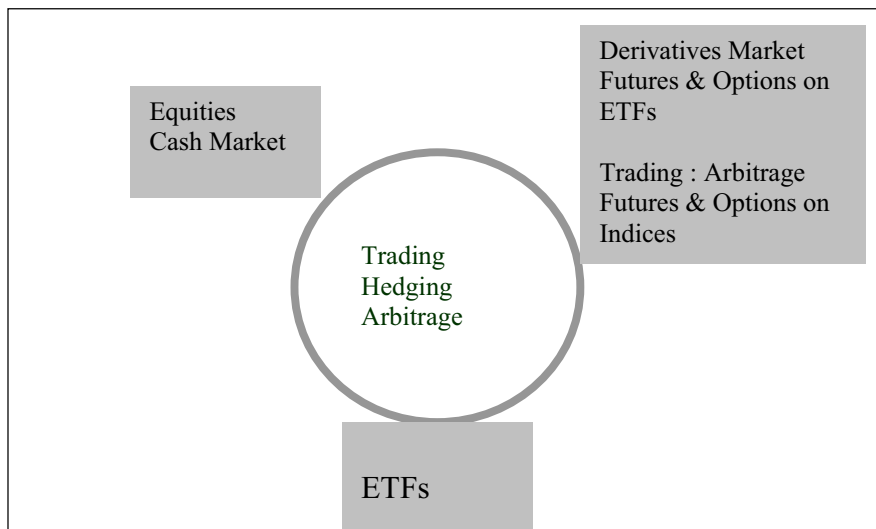 Equities
Cash Market
Derivatives Market
Futures & Options on
ETFs
Trading : Arbitrage
Futures & Options on
Indices
Trading
Hedging
Arbitrage
ETFs